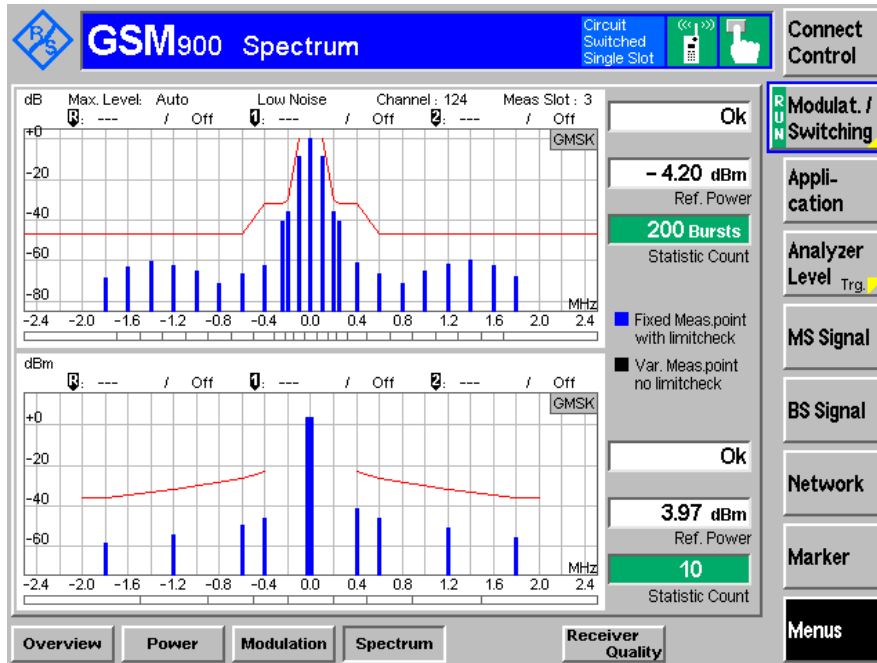 R&S
GSM900 Spectrum
Circuit
Switched
Single Slot
Connect
Control
dB Max. Level: Auto Low Noise Channel : 124 Meas Slot : 3
R: --- / Off 1: --- / Off 2: --- / Off
GMSK
+0
-20
-40
-60
-80
MHz
-2.4 -2.0 -1.6 -1.2 -0.8 -0.4 0.0 0.4 0.8 1.2 1.6 2.0 2.4
Ok
– 4.20 dBm
Ref. Power
200 Bursts
Statistic Count
Fixed Meas.point
with limitcheck
Var. Meas.point
no limitcheck
dBm
R: --- / Off 1: --- / Off 2: --- / Off
GMSK
+0
-20
-40
-60
MHz
-2.4 -2.0 -1.6 -1.2 -0.8 -0.4 0.0 0.4 0.8 1.2 1.6 2.0 2.4
Ok
3.97 dBm
Ref. Power
10
Statistic Count
RUN
Modulat. /
Switching
Appli-
cation
Analyzer
Level Trg.
MS Signal
BS Signal
Network
Marker
Menus
Overview Power Modulation Spectrum Receiver
Quality